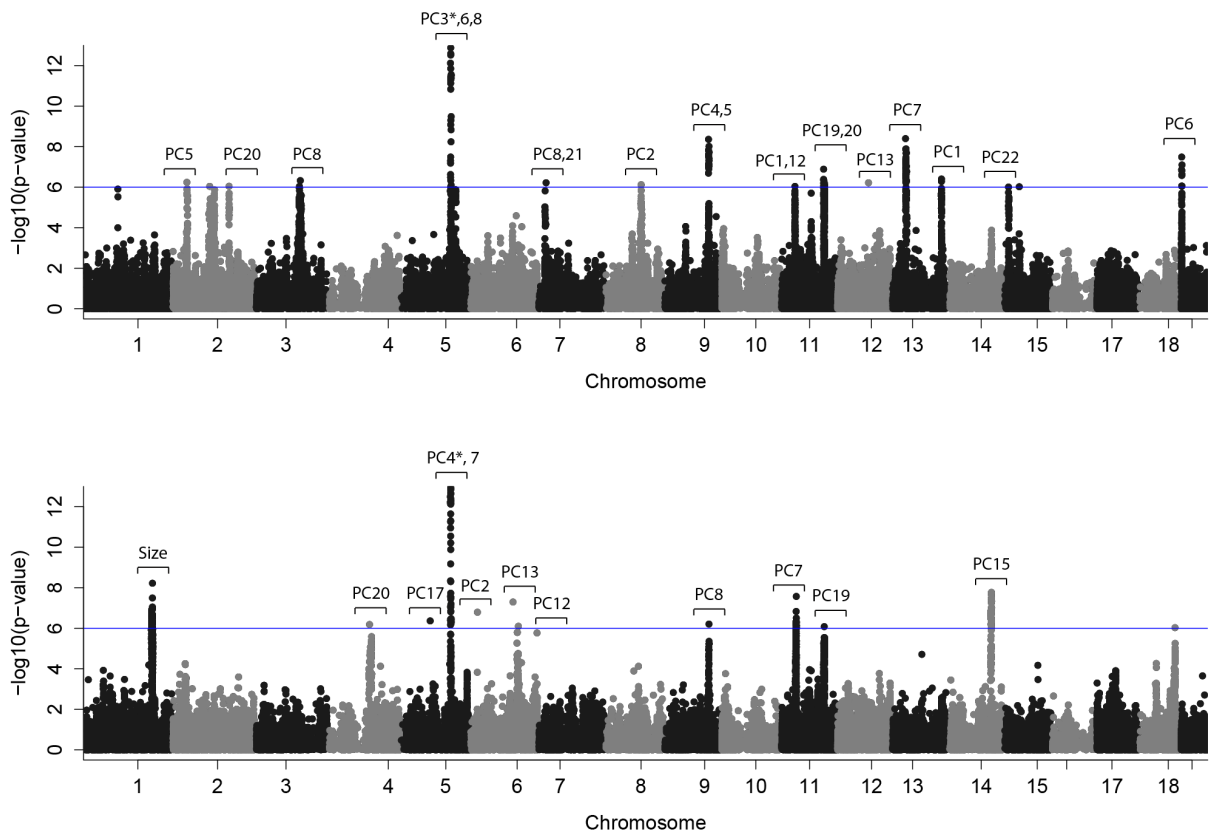 PC3*,6,8
PC4,5
PC7
PC19,20
PC6
PC5
PC20
PC8
PC8,21
PC2
PC1,12
PC13
PC1
PC22
−log10(p-value)
12
10
8
6
4
2
0
1 2 3 4 5 6 7 8 9 10 11 12 13 14 15 17 18
Chromosome
PC4*, 7
Size
PC20
PC17
PC2
PC13
PC12
PC8
PC7
PC19
PC15
−log10(p-value)
12
10
8
6
4
2
0
1 2 3 4 5 6 7 8 9 10 11 12 13 14 15 17 18
Chromosome